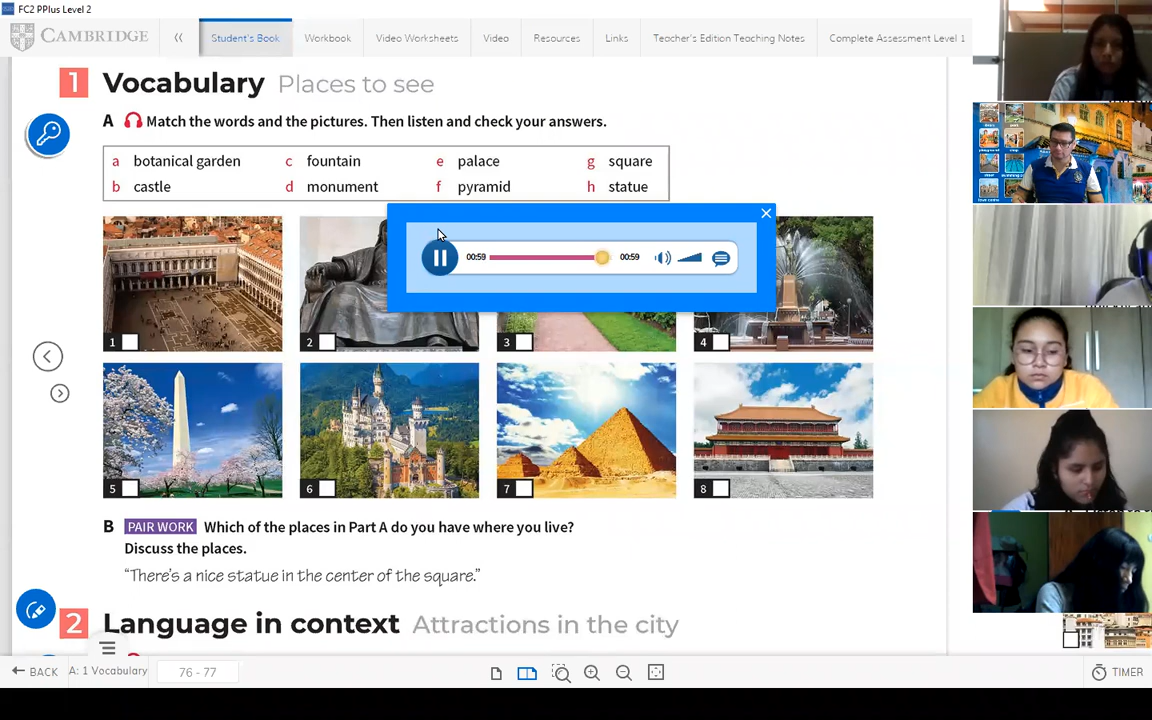 FC2 PPlus Level 2
CAMBRIDGE
Student's Book
Workbook
Video Worksheets
Video
Resources
Links
Teacher's Edition Teaching Notes
Complete Assessment Level 1
1 Vocabulary Places to see
A Match the words and the pictures. Then listen and check your answers.
a botanical garden c fountain e palace g square
b castle d monument f pyramid h statue
00:59 00:59
1 2 3 4
5 6 7 8
B PAIR WORK Which of the places in Part A do you have where you live?
Discuss the places.
“There's a nice statue in the center of the square.”
2 Language in context Attractions in the city
BACK A: 1 Vocabulary 76 - 77 TIMER